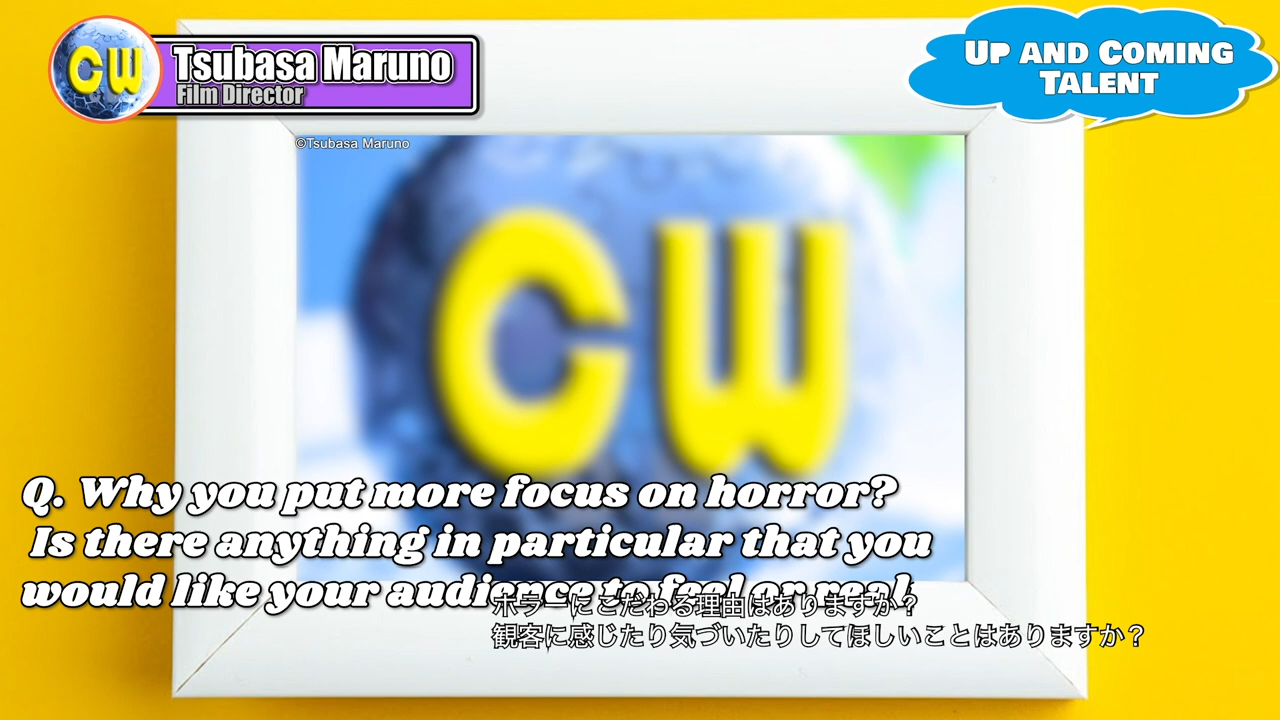 CW
Tsubasa Maruno
Film Director
UP AND COMING
TALENT
©Tsubasa Maruno
CW
Q. Why you put more focus on horror?
Is there anything in particular that you
would like your audience to feel or real
ホラーにこだわる理由はありますか？
観客に感じたり気づいたりしてほしいことはありますか？